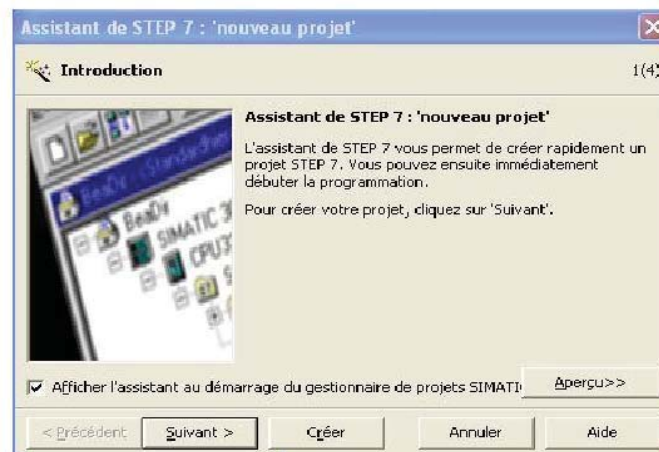 Assistant de STEP 7 : 'nouveau projet'
Introduction
1(4)
Assistant de STEP 7 : 'nouveau projet'
L'assistant de STEP 7 vous permet de créer rapidement un
projet STEP 7. Vous pouvez ensuite immédiatement
débuter la programmation.
Pour créer votre projet, cliquez sur 'Suivant'.
BeaDir
SIMATIC
Afficher l'assistant au démarrage du gestionnaire de projets SIMATI
Aperçu>>
< Précédent
Suivant >
Créer
Annuler
Aide